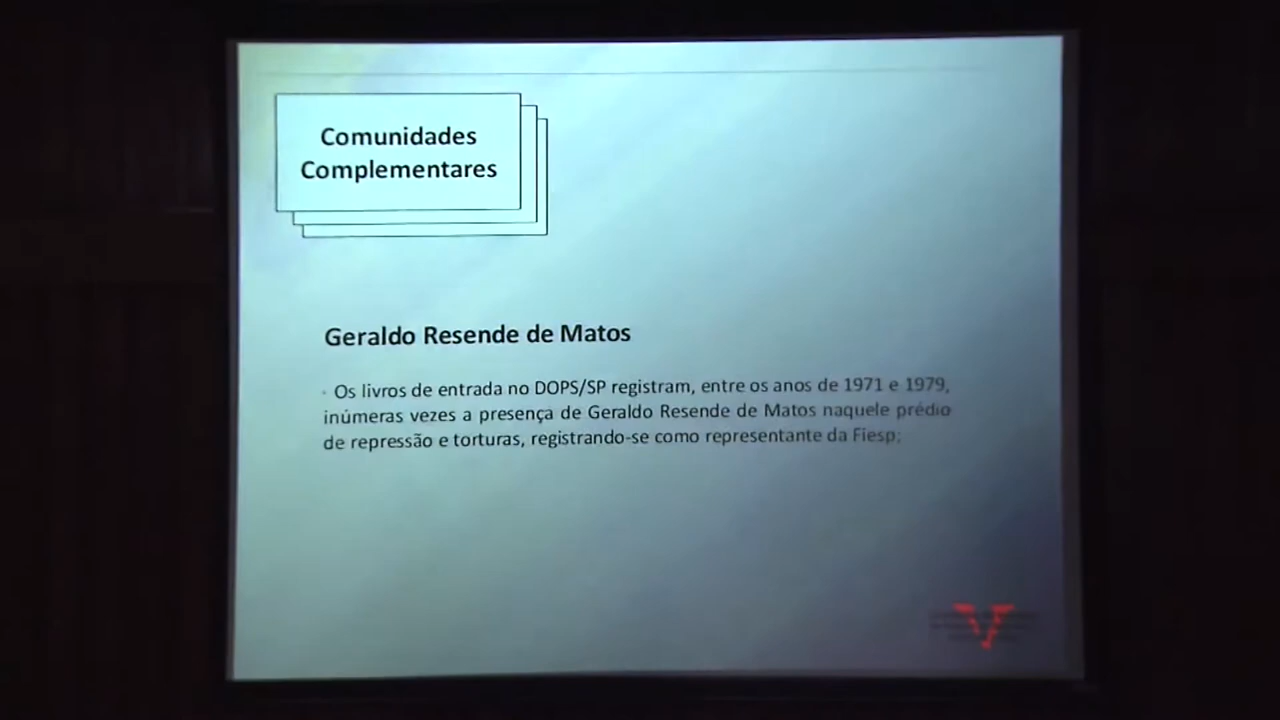 Comunidades
Complementares
Geraldo Resende de Matos
· Os livros de entrada no DOPS/SP registram, entre os anos de 1971 e 1979,
inúmeras vezes a presença de Geraldo Resende de Matos naquele prédio
de repressão e torturas, registrando-se como representante da Fiesp;
V